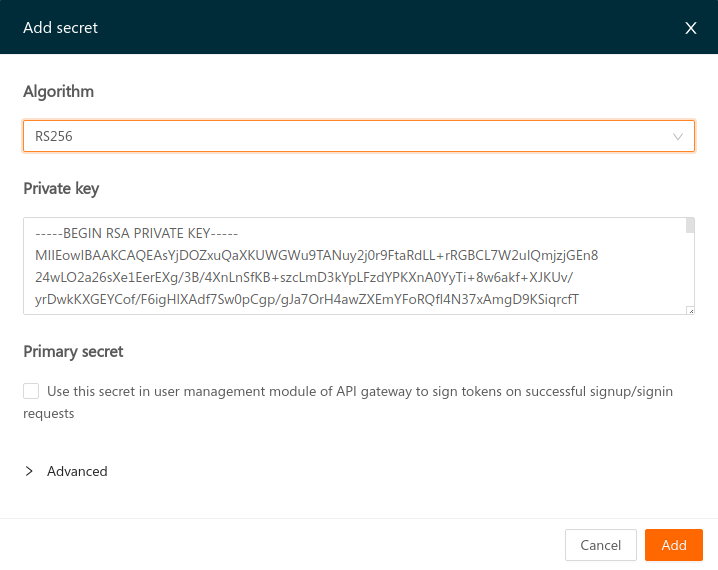 Add secret
Algorithm
RS256
Private key
-----BEGIN RSA PRIVATE KEY-----
MIIEowIBAAKCAQEAsYjDOZxuQaXKUWGWu9TANuy2j0r9FtaRdLL+rRGBCL7W2uIQmjzjGEn8
24wLO2a26sXe1EerEXg/3B/4XnLnSfKB+szcLmD3kYpLFzdYPKXnA0YyTi+8w6akf+XJKUv/
yrDwkKXGEYCof/F6igHIXAdf7Sw0pCgp/gJa7OrH4awZXEmYFoRQfl4N37xAmgD9KSiqrcfT
Primary secret
Use this secret in user management module of API gateway to sign tokens on successful signup/signin
requests
Advanced
Cancel
Add